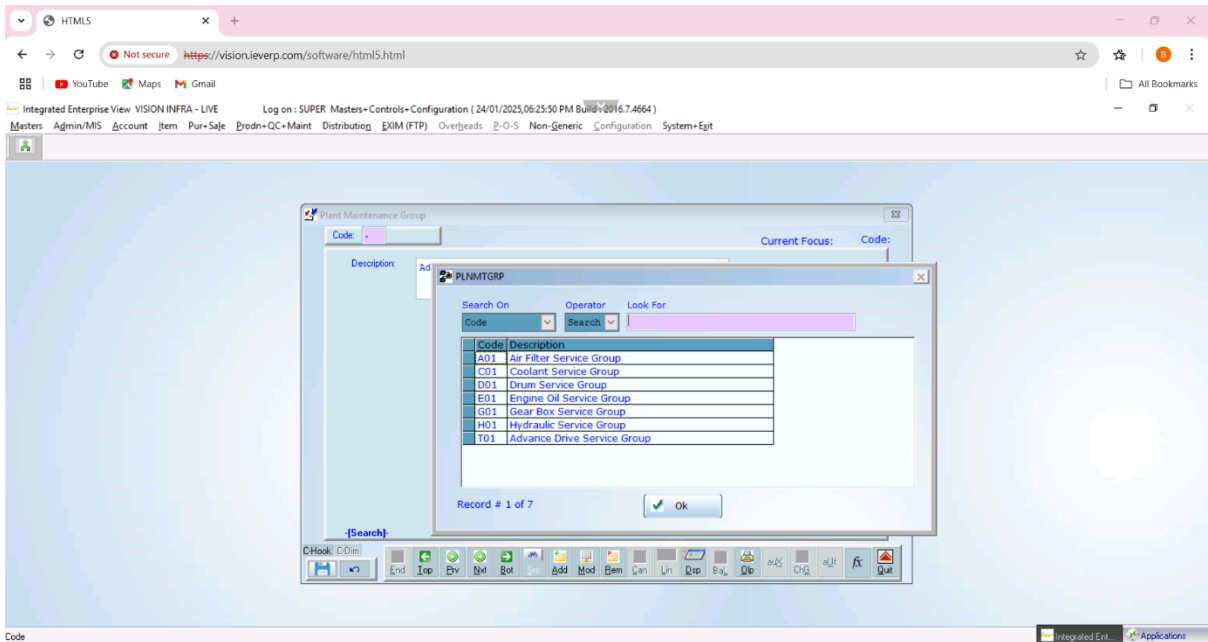 HTML5
Not secure https://vision.ieverp.com/software/html5.html
YouTube Maps Gmail All Bookmarks
Integrated Enterprise View VISION INFRA - LIVE Log on : SUPER Masters+Controls+Configuration ( 24/01/2025,06:25:50 PM Build : 2016.7.4664 )
Masters Admin/MIS Account Item Pur+Sale Prodn+QC+Maint Distribution EXIM (FTP) Overheads P-O-S Non-Generic Configuration System+Exit
Plant Maintenance Group
Code: .
Current Focus: Code:
Description: Ad
PLNMTGRP
Search On Operator Look For
Code Search
Code Description
A01 Air Filter Service Group
C01 Coolant Service Group
D01 Drum Service Group
E01 Engine Oil Service Group
G01 Gear Box Service Group
H01 Hydraulic Service Group
T01 Advance Drive Service Group
Record # 1 of 7
Ok
-[Search]-
C-Hook C-Dim
End Top Prv Nxt Bot Src Add Mod Rem Can Lin Dsp Bal Qlp auX ChG aUt fx Quit
Code
Integrated Ent... Applications